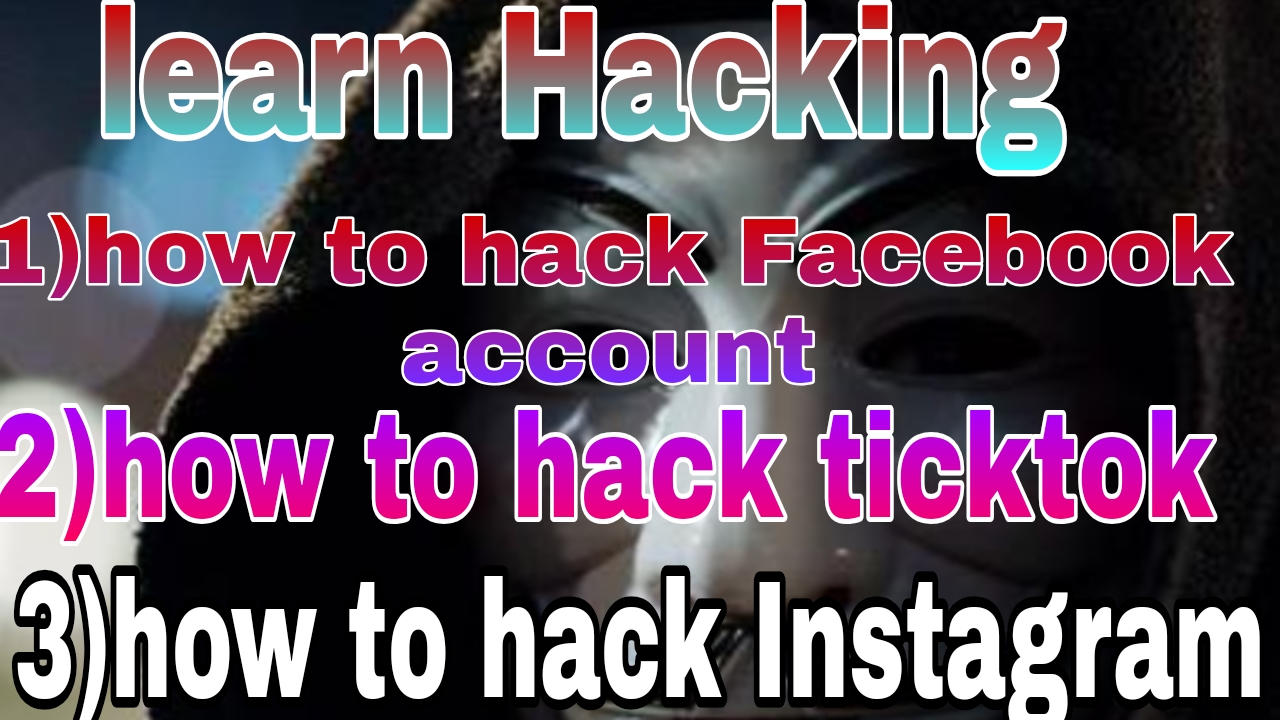 learn Hacking
1)how to hack Facebook
account
2)how to hack ticktok
3)how to hack Instagram